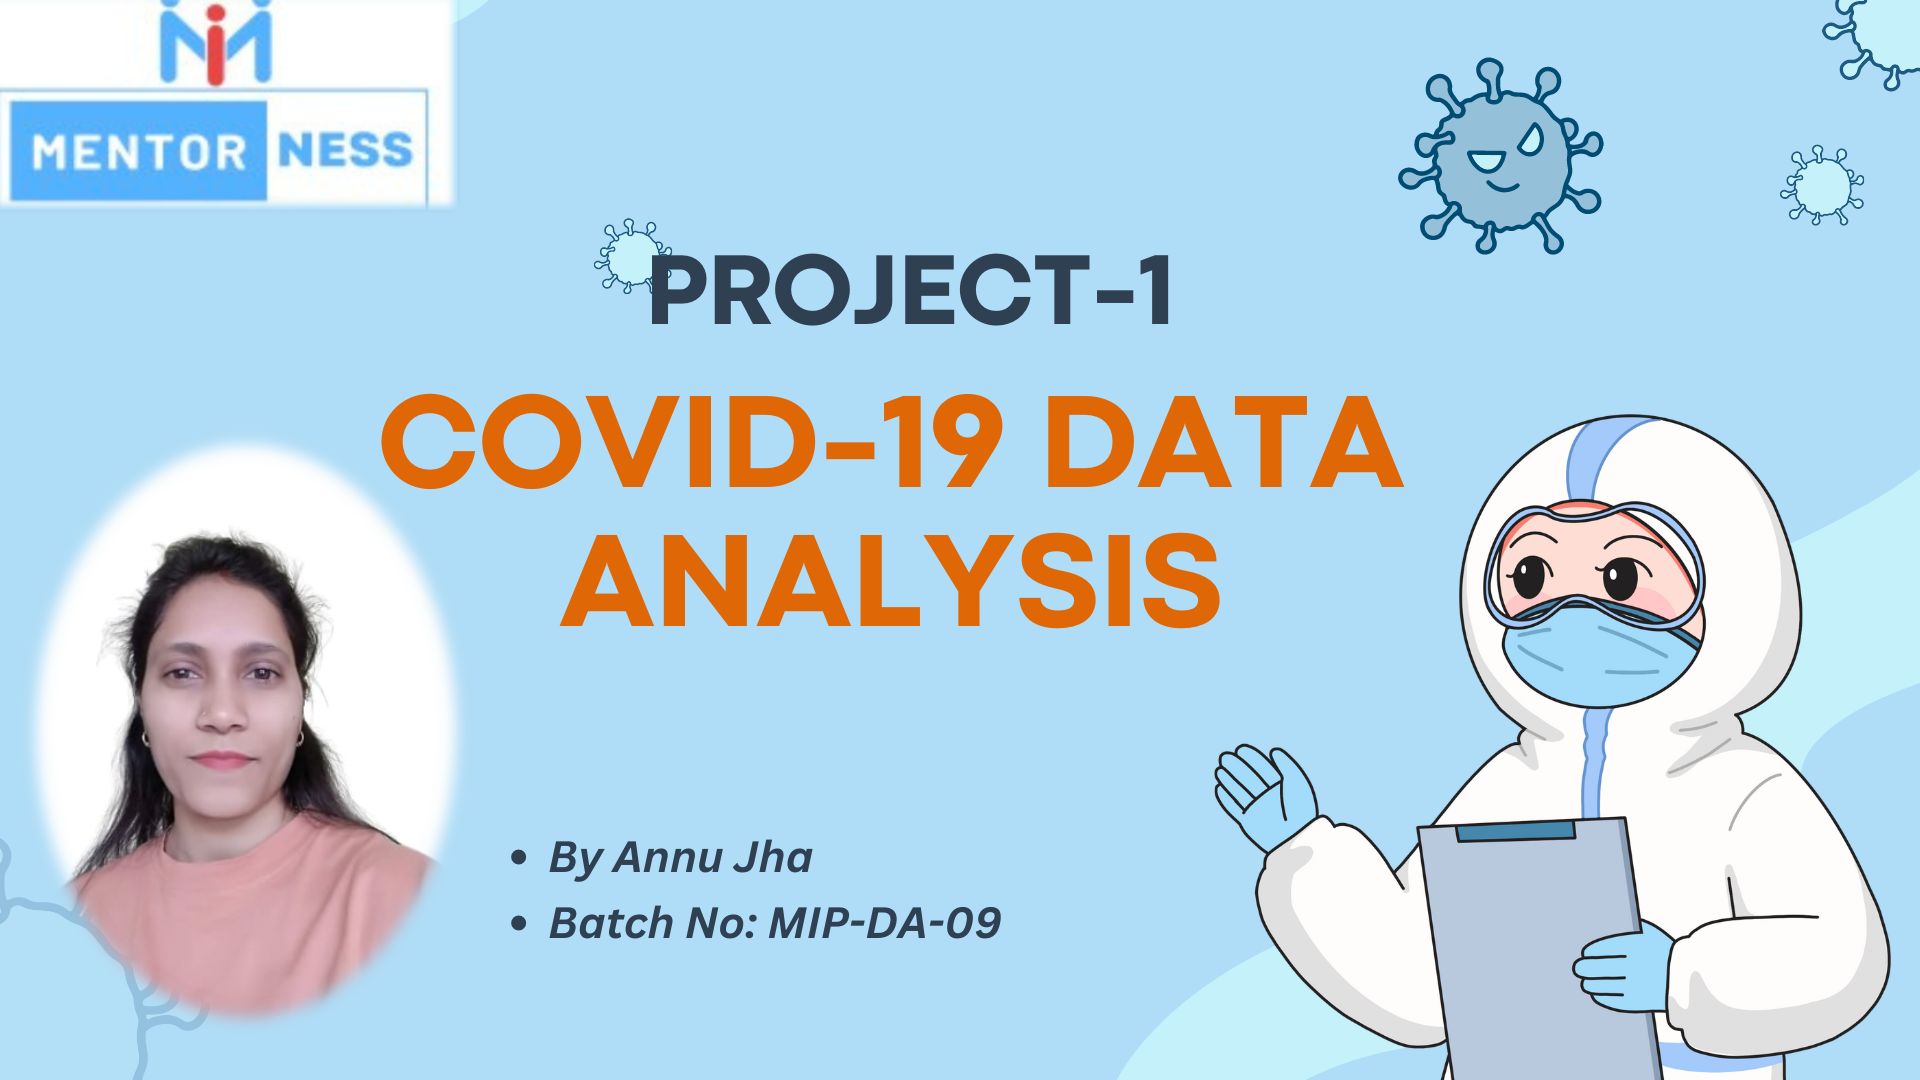 MENTOR NESS
PROJECT-1
COVID-19 DATA
ANALYSIS
• By Annu Jha
• Batch No: MIP-DA-09